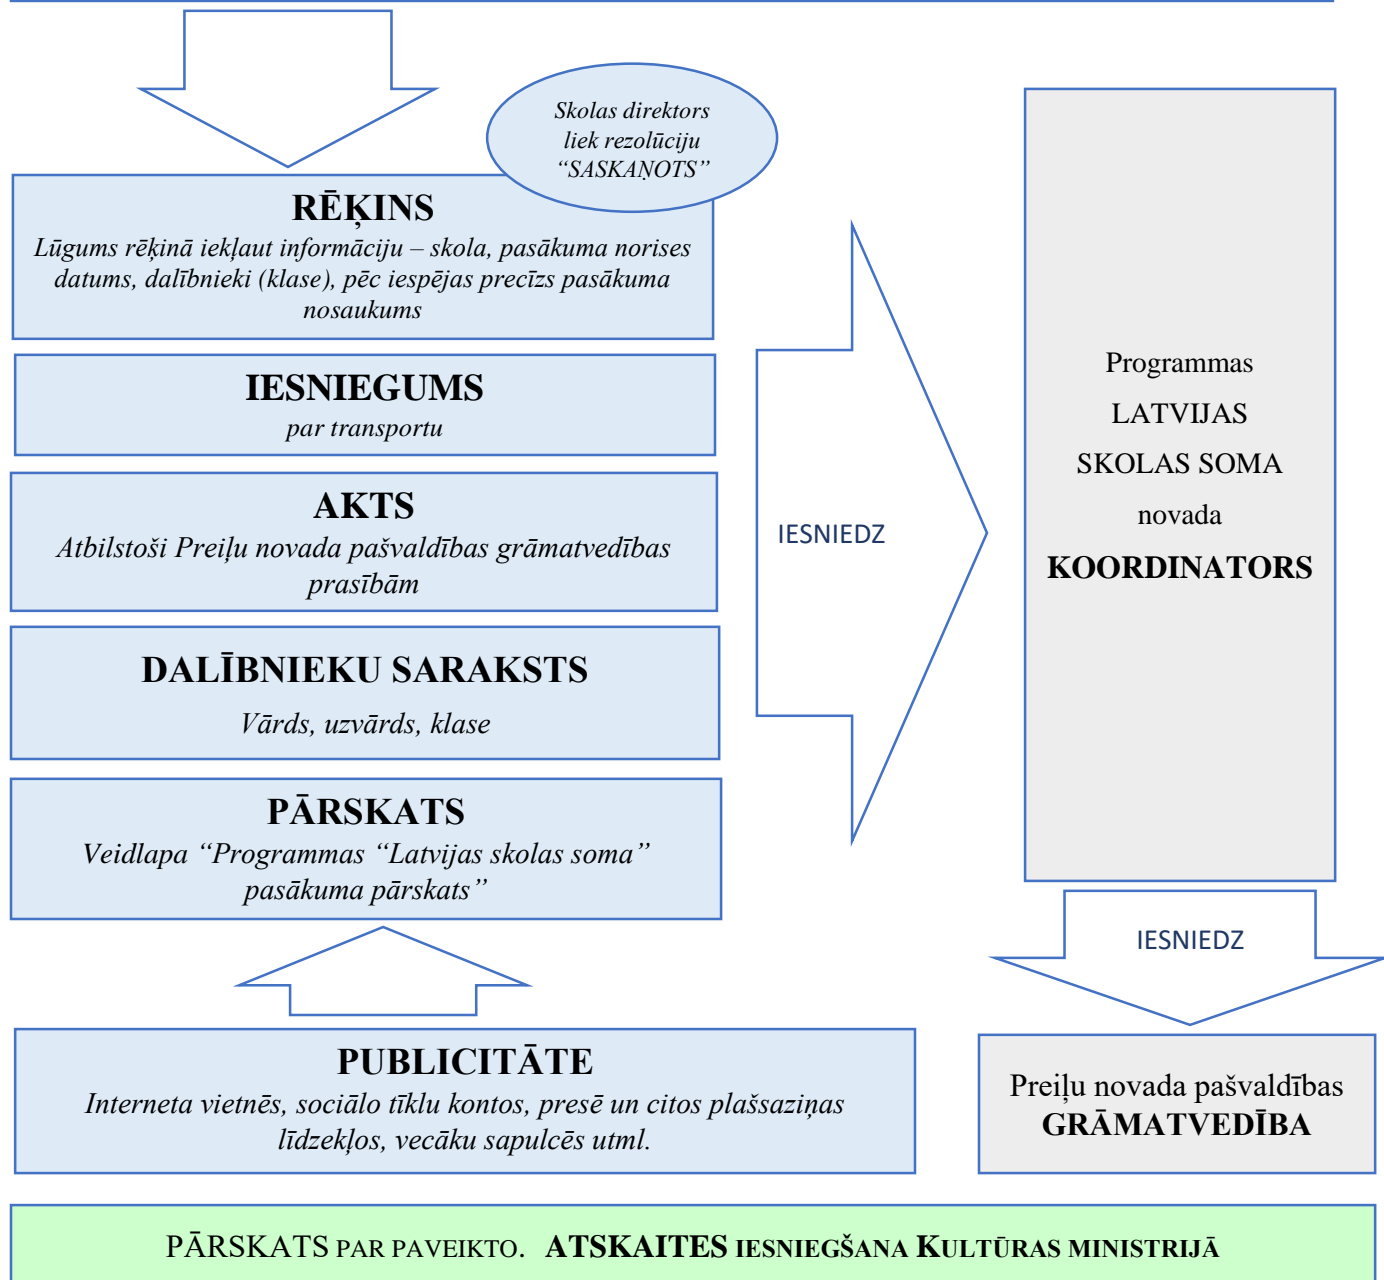 Skolas direktors
liek rezolūciju
“SASKAŅOTS”
RĒĶINS
Lūgums rēķinā iekļaut informāciju – skola, pasākuma norises
datums, dalībnieki (klase), pēc iespējas precīzs pasākuma
nosaukums
IESNIEGUMS
par transportu
AKTS
Atbilstoši Preiļu novada pašvaldības grāmatvedības
prasībām
DALĪBNIEKU SARAKSTS
Vārds, uzvārds, klase
PĀRSKATS
Veidlapa “Programmas “Latvijas skolas soma”
pasākuma pārskats”
IESNIEDZ
Programmas
LATVIJAS
SKOLAS SOMA
novada
KOORDINATORS
IESNIEDZ
PUBLICITĀTE
Interneta vietnēs, sociālo tīklu kontos, presē un citos plašsaziņas
līdzekļos, vecāku sapulcēs utml.
Preiļu novada pašvaldības
GRĀMATVEDĪBA
PĀRSKATS PAR PAVEIKTO. ATSKAITES IESNIEGŠANA KULTŪRAS MINISTRIJĀ